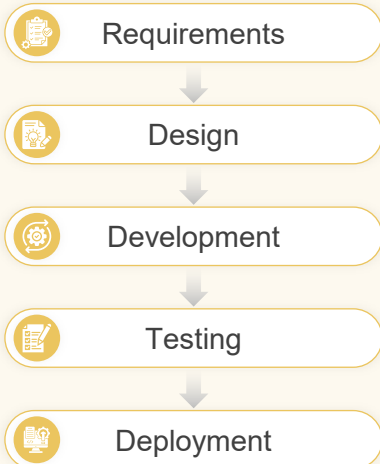 Requirements
Design
Development
Testing
Deployment